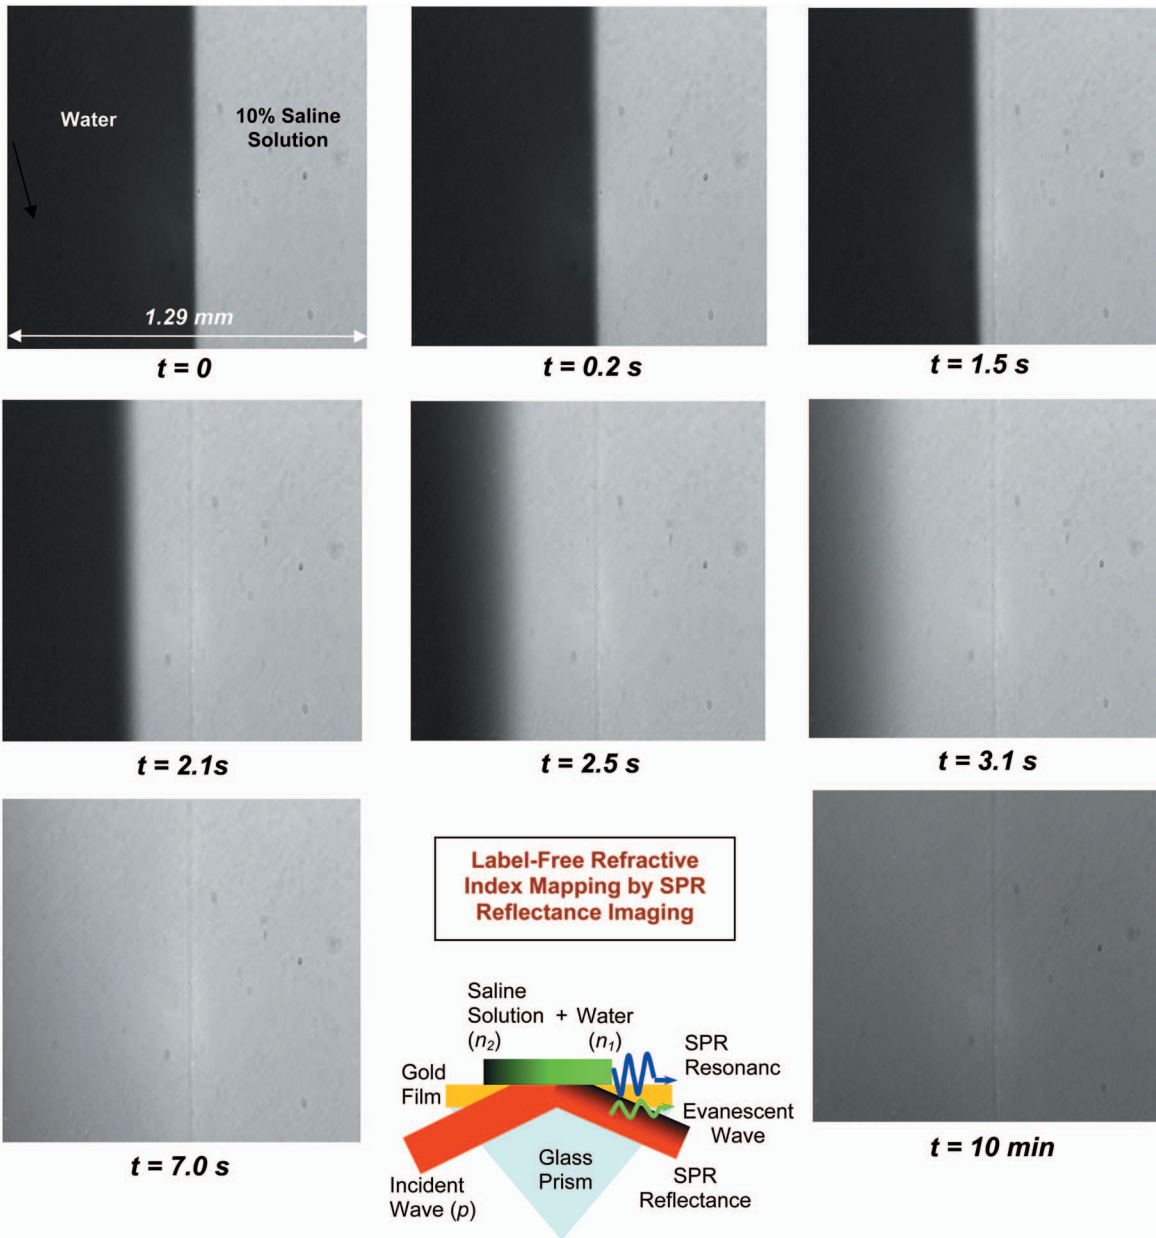 Water
10% Saline
Solution
1.29 mm
t = 0
t = 0.2 s
t = 1.5 s
t = 2.1s
t = 2.5 s
t = 3.1 s
t = 7.0 s
Label-Free Refractive
Index Mapping by SPR
Reflectance Imaging
Saline
Solution + Water
(n₂) (n₁)
SPR
Resonanc
Gold
Film
Evanescent
Wave
Glass
Prism
Incident
Wave (p)
SPR
Reflectance
t = 10 min